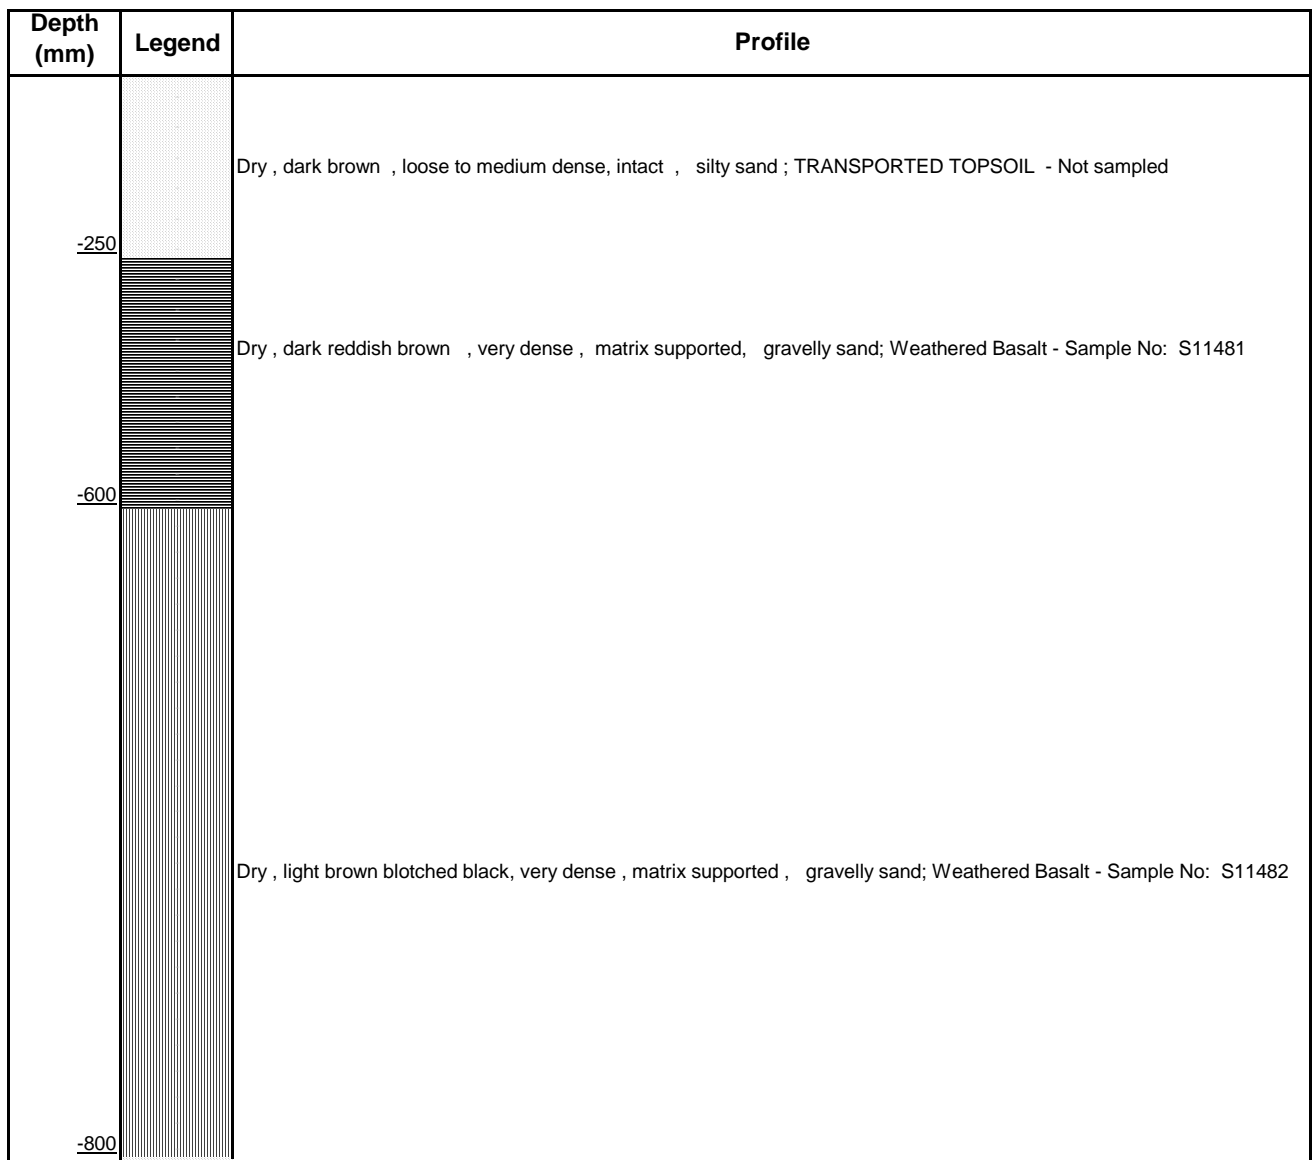 Depth
(mm)
Legend
Profile
Dry , dark brown , loose to medium dense, intact , silty sand ; TRANSPORTED TOPSOIL - Not sampled
-250
Dry , dark reddish brown , very dense , matrix supported, gravelly sand; Weathered Basalt - Sample No: S11481
-600
Dry , light brown blotched black, very dense , matrix supported , gravelly sand; Weathered Basalt - Sample No: S11482
-800